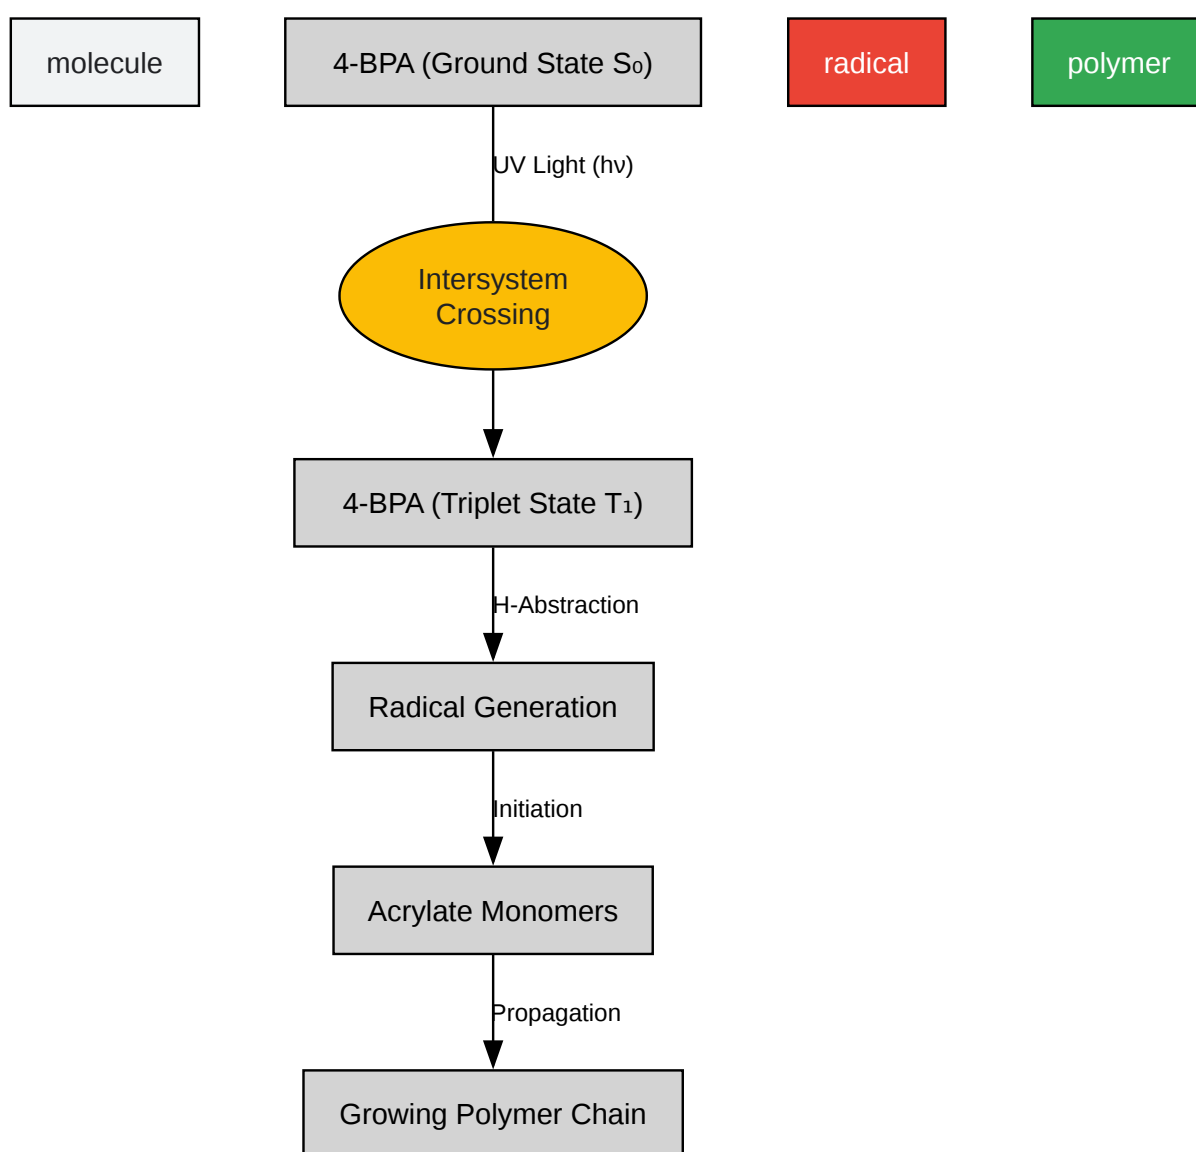 molecule
4-BPA (Ground State S₀)
radical
polymer
UV Light (hν)
Intersystem
Crossing
4-BPA (Triplet State T₁)
H-Abstraction
Radical Generation
Initiation
Acrylate Monomers
Propagation
Growing Polymer Chain